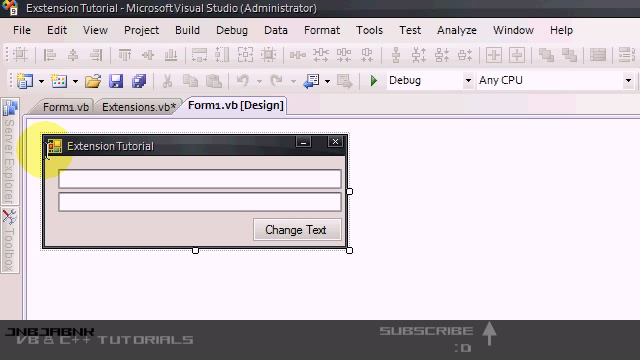 Exstension Tutorial - Microsoft Visual Studio (Administrator)
File Edit View Project Build Debug Data Format Tools Test Analyze Window Help
Debug Any CPU
Form1.vb Extensions.vb* Form1.vb [Design]
Server Explorer
Toolbox
Extension Tutorial
Change Text
JNBJABNK
VB & C++ TUTORIALS
SUBSCRIBE
:D